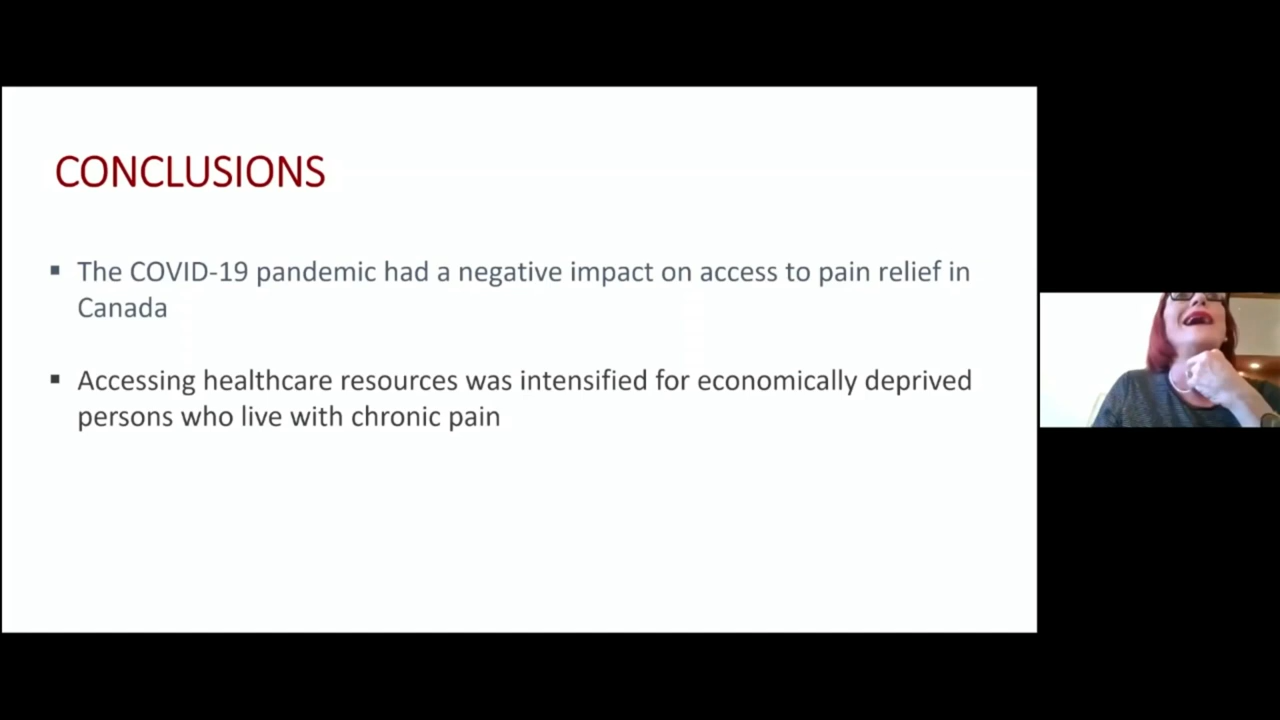 CONCLUSIONS
▪ The COVID-19 pandemic had a negative impact on access to pain relief in
Canada
▪ Accessing healthcare resources was intensified for economically deprived
persons who live with chronic pain